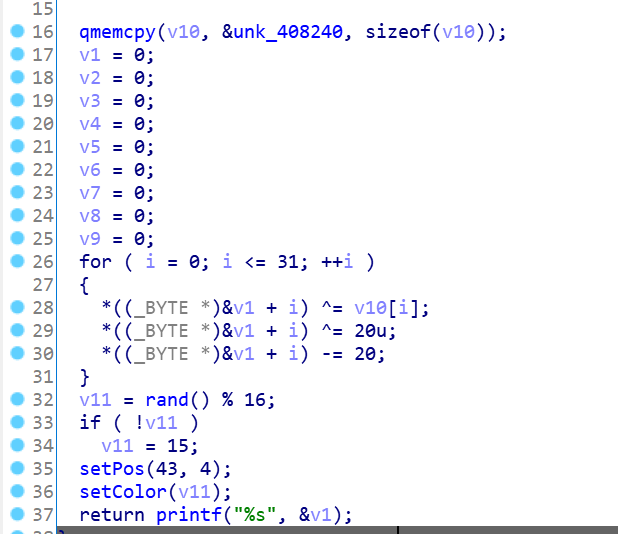 15
16 qmemcpy(v10, &unk_408240, sizeof(v10));
17 v1 = 0;
18 v2 = 0;
19 v3 = 0;
20 v4 = 0;
21 v5 = 0;
22 v6 = 0;
23 v7 = 0;
24 v8 = 0;
25 v9 = 0;
26 for ( i = 0; i <= 31; ++i )
27 {
28 *((_BYTE *)&v1 + i) ^= v10[i];
29 *((_BYTE *)&v1 + i) ^= 20u;
30 *((_BYTE *)&v1 + i) -= 20;
31 }
32 v11 = rand() % 16;
33 if ( !v11 )
34 v11 = 15;
35 setPos(43, 4);
36 setColor(v11);
37 return printf("%s", &v1);